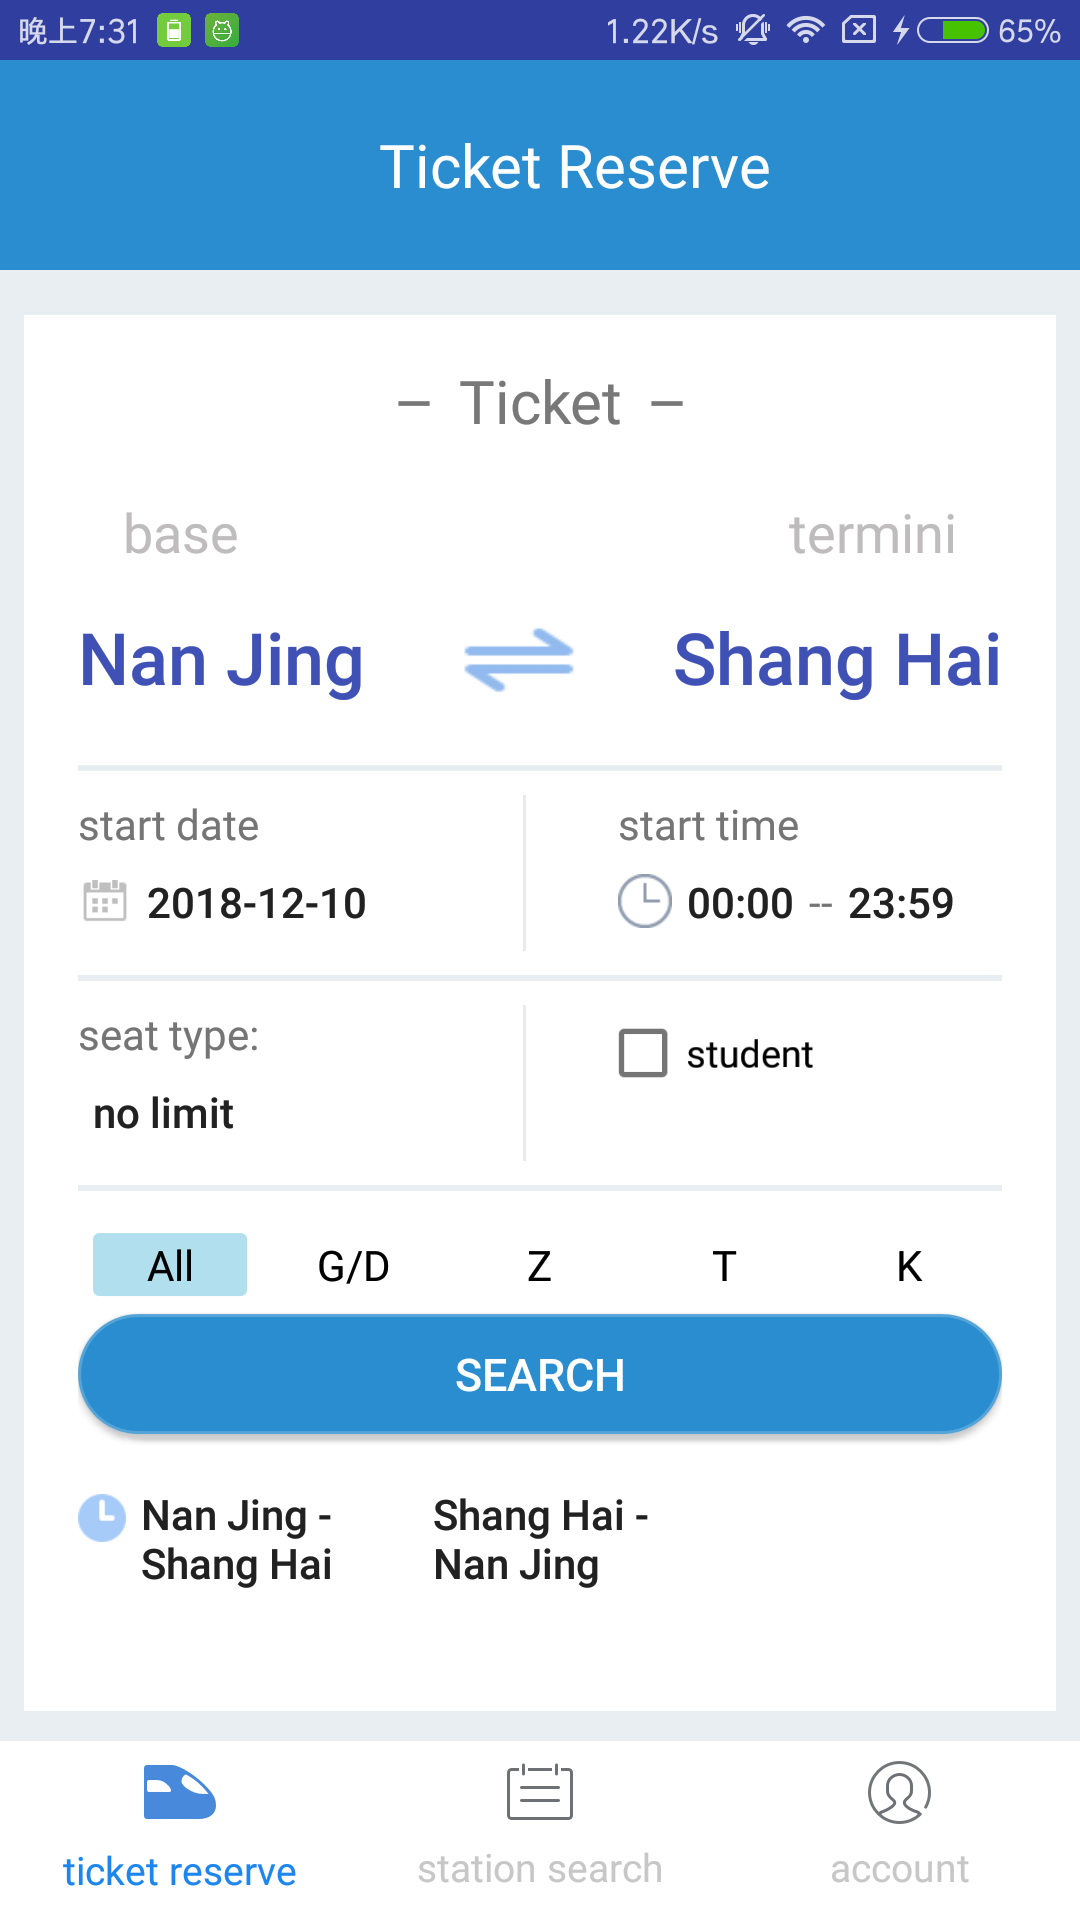 晚上7:31 1.22K/s 65%
Ticket Reserve
– Ticket –
base termini
Nan Jing Shang Hai
start date start time
2018-12-10 00:00 -- 23:59
seat type: student
no limit
All G/D Z T K
SEARCH
Nan Jing - Shang Hai -
Shang Hai Nan Jing
ticket reserve station search account